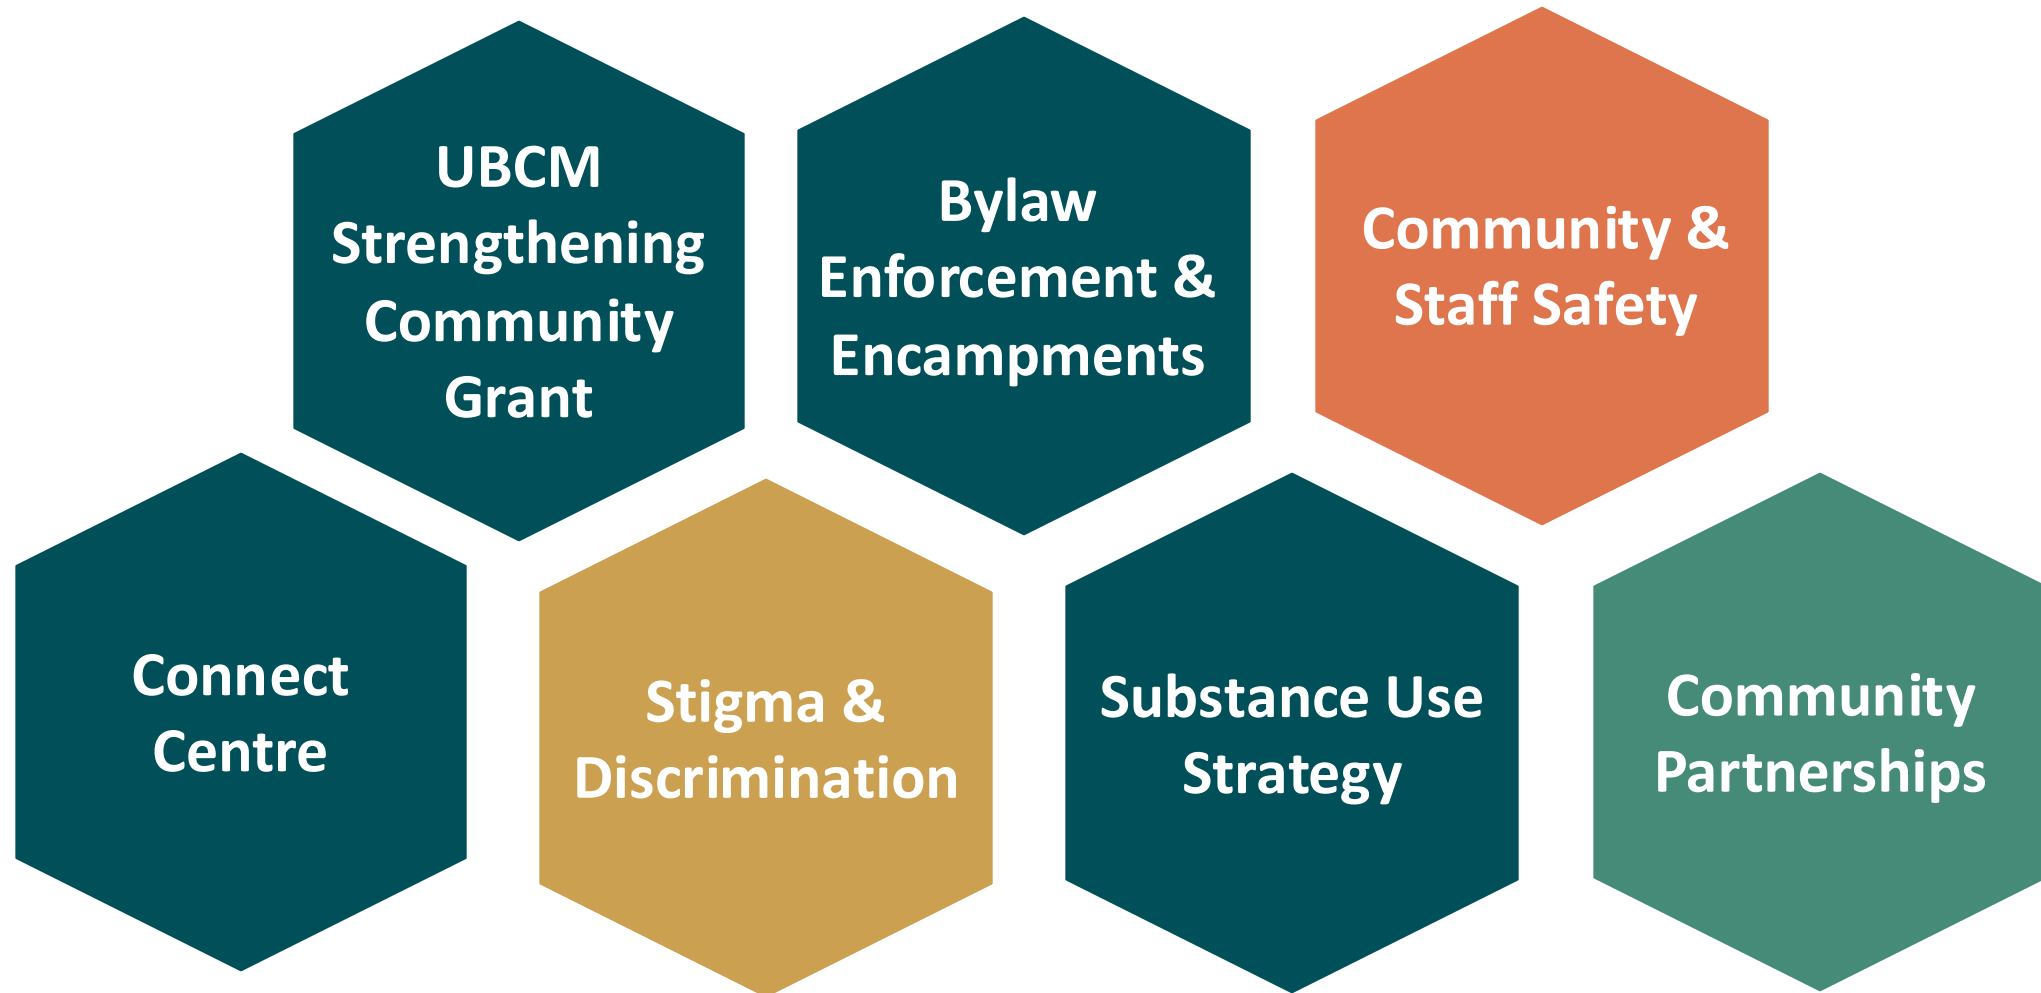 UBCM
Strengthening
Community
Grant
Bylaw
Enforcement &
Encampments
Community &
Staff Safety
Connect
Centre
Stigma &
Discrimination
Substance Use
Strategy
Community
Partnerships